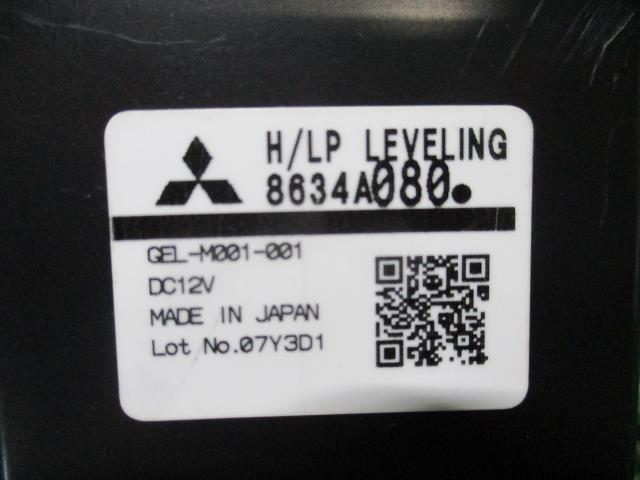 H/LP LEVELING
8634A080●
QEL-M001-001
DC12V
MADE IN JAPAN
Lot No.07Y3D1